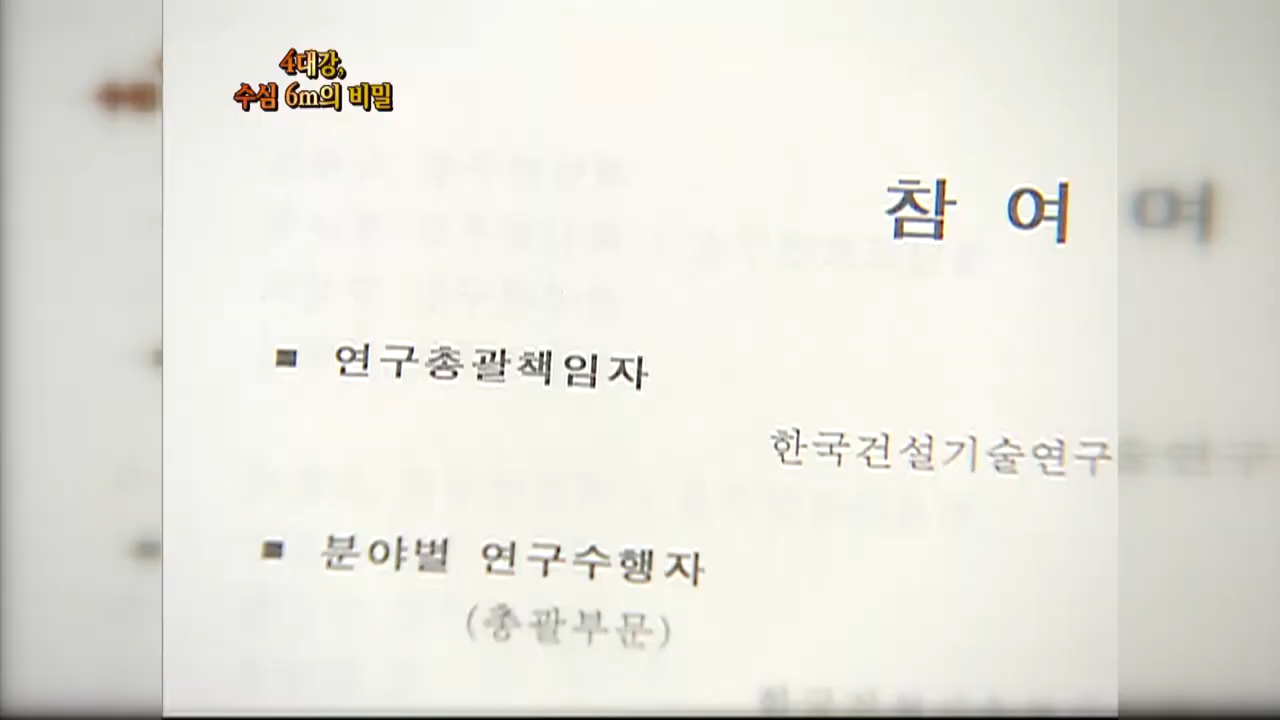 4대강,
수심 6m의 비밀
참 여
■ 연구총괄책임자
한국건설기술연구
■ 분야별 연구수행자
(총괄부문)